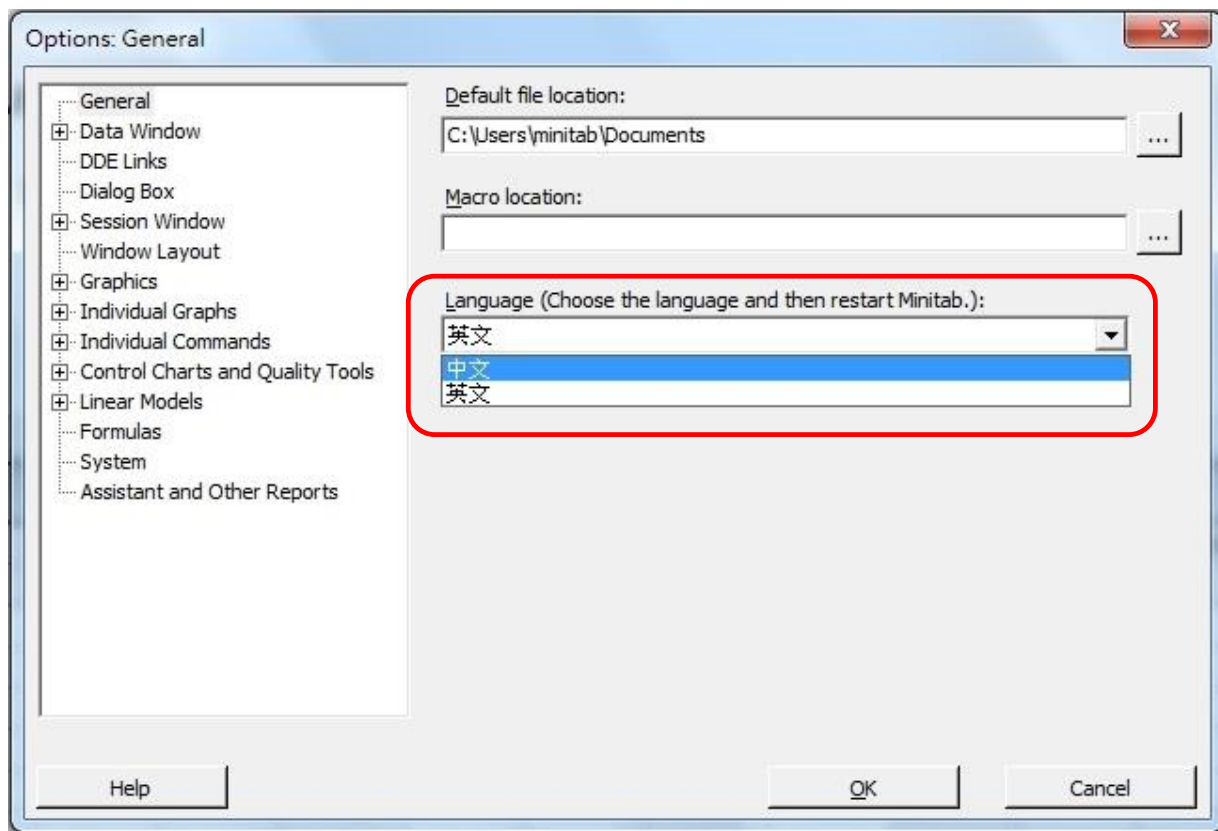 Options: General
General
Data Window
DDE Links
Dialog Box
Session Window
Window Layout
Graphics
Individual Graphs
Individual Commands
Control Charts and Quality Tools
Linear Models
Formulas
System
Assistant and Other Reports
Default file location:
C:\Users\minitab\Documents
...
Macro location:
...
Language (Choose the language and then restart Minitab.):
英文
中文
英文
Help
OK
Cancel